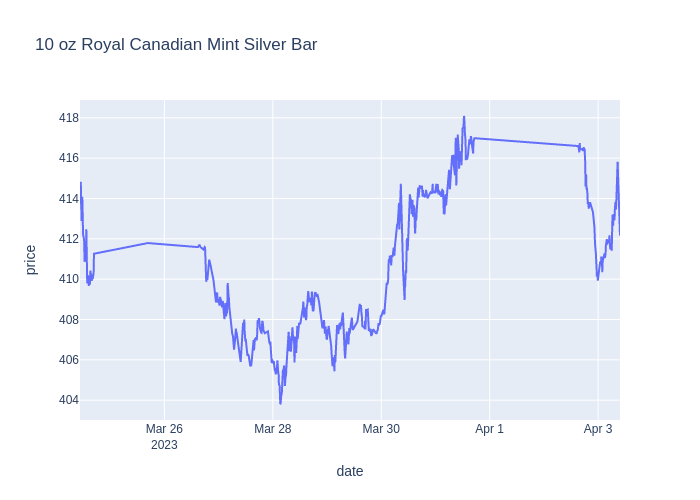 10 oz Royal Canadian Mint Silver Bar
418
416
414
412
410
408
406
404
price
Mar 26
2023
Mar 28
Mar 30
Apr 1
Apr 3
date